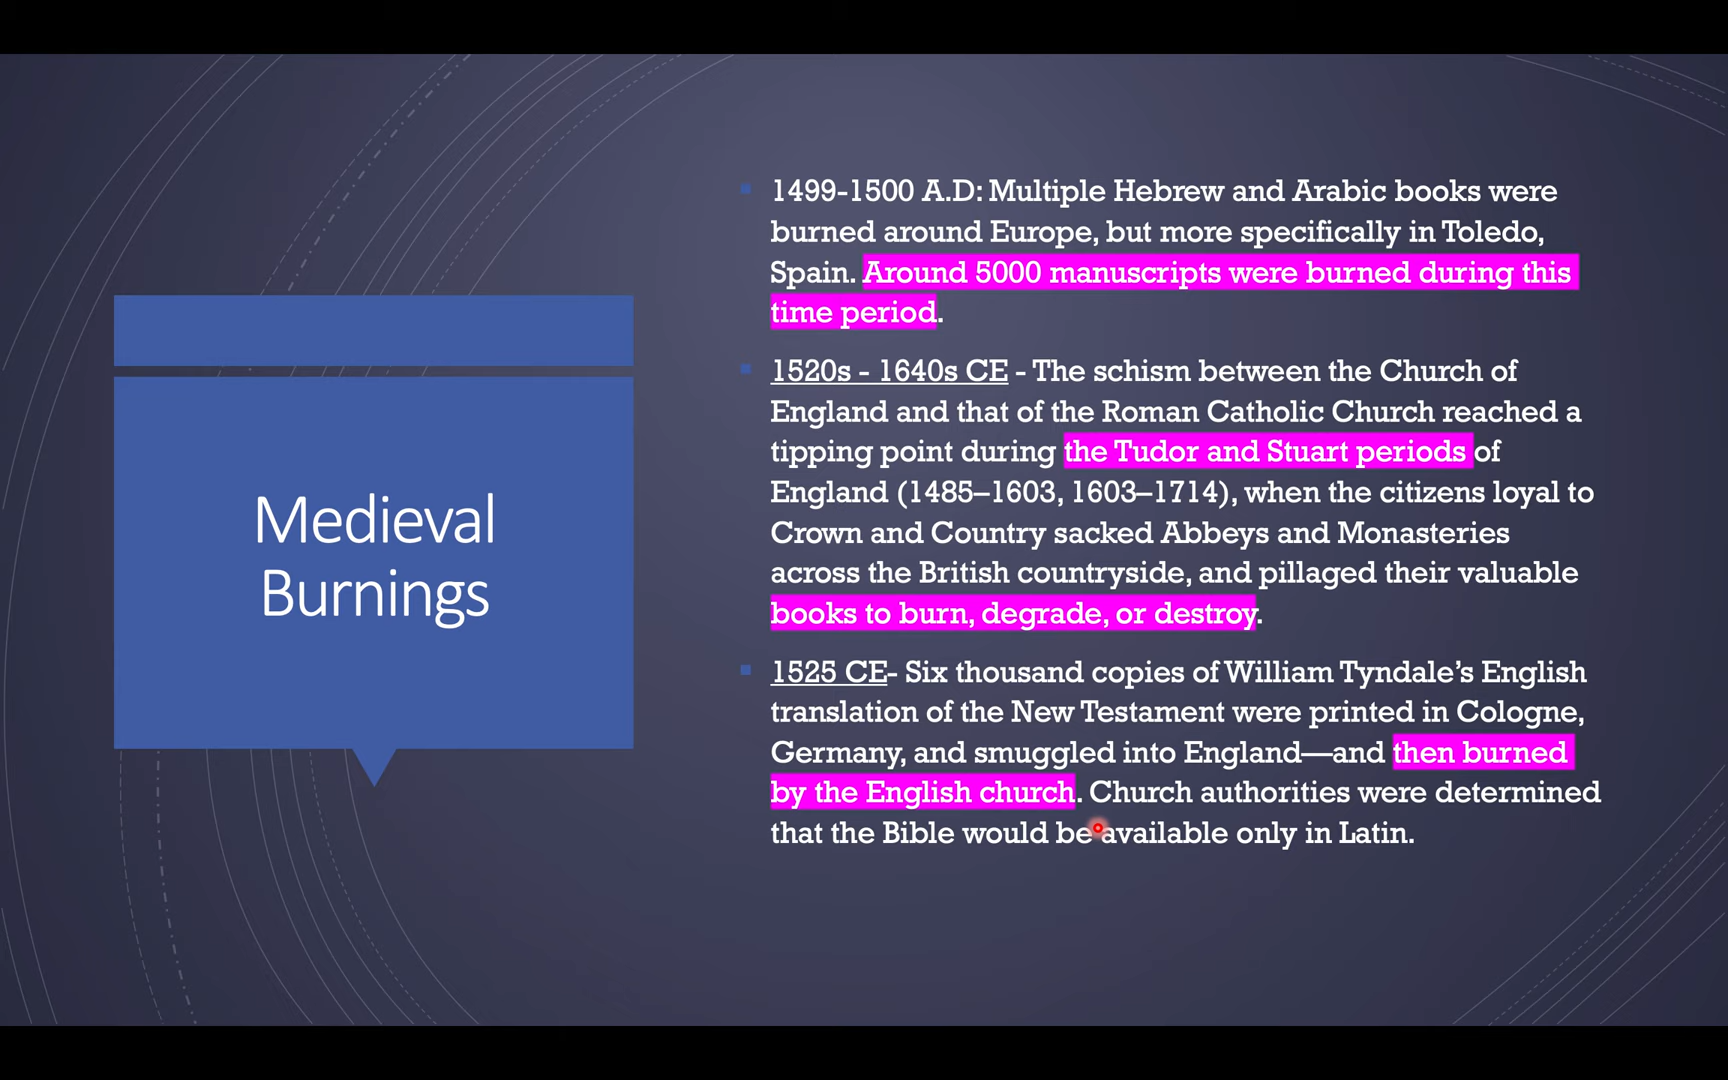 Medieval
Burnings
1499-1500 A.D: Multiple Hebrew and Arabic books were
burned around Europe, but more specifically in Toledo,
Spain. Around 5000 manuscripts were burned during this
time period.
1520s - 1640s CE - The schism between the Church of
England and that of the Roman Catholic Church reached a
tipping point during the Tudor and Stuart periods of
England (1485–1603, 1603–1714), when the citizens loyal to
Crown and Country sacked Abbeys and Monasteries
across the British countryside, and pillaged their valuable
books to burn, degrade, or destroy.
1525 CE- Six thousand copies of William Tyndale’s English
translation of the New Testament were printed in Cologne,
Germany, and smuggled into England—and then burned
by the English church. Church authorities were determined
that the Bible would be available only in Latin.